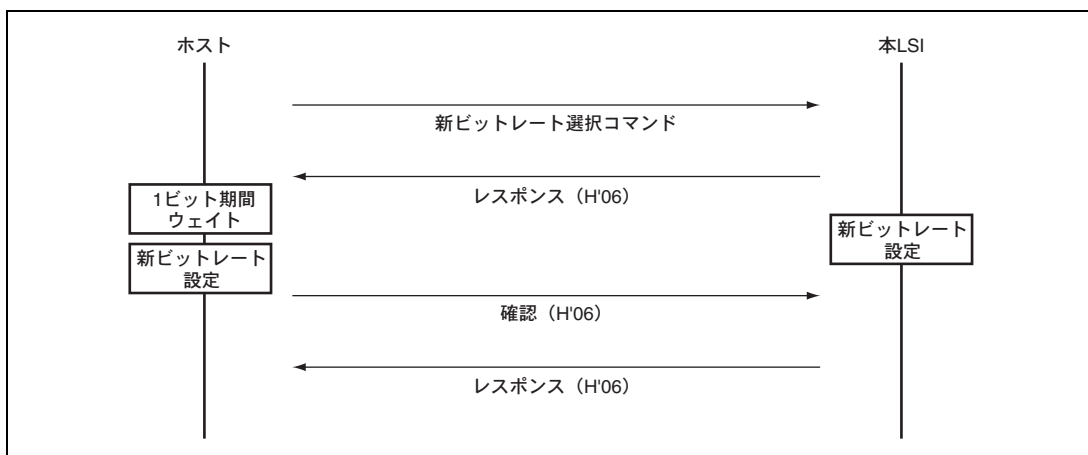 ホスト
本LSI
新ビットレート選択コマンド
レスポンス（H'06）
1ビット期間
ウェイト
新ビットレート
設定
新ビットレート
設定
確認（H'06）
レスポンス（H'06）